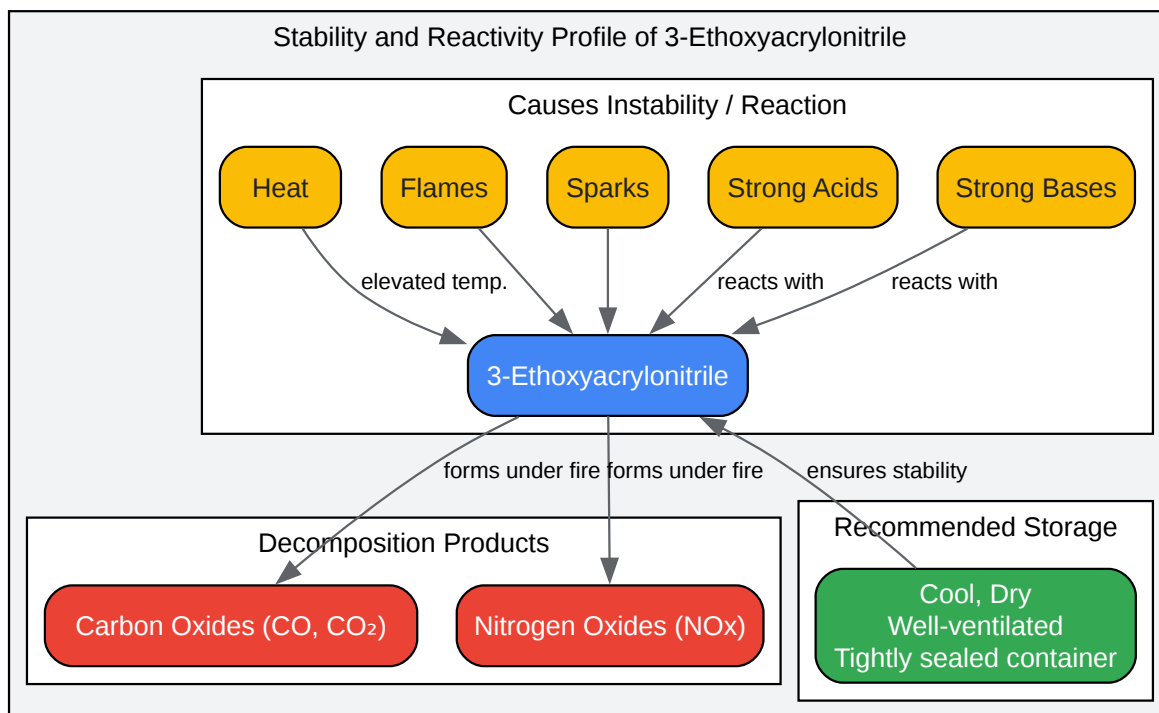 Stability and Reactivity Profile of 3-Ethoxyacrylonitrile
Causes Instability / Reaction
Heat
Flames
Sparks
Strong Acids
Strong Bases
elevated temp.
reacts with
reacts with
3-Ethoxyacrylonitrile
forms under fire
forms under fire
ensures stability
Decomposition Products
Recommended Storage
Carbon Oxides (CO, CO₂)
Nitrogen Oxides (NOx)
Cool, Dry
Well-ventilated
Tightly sealed container